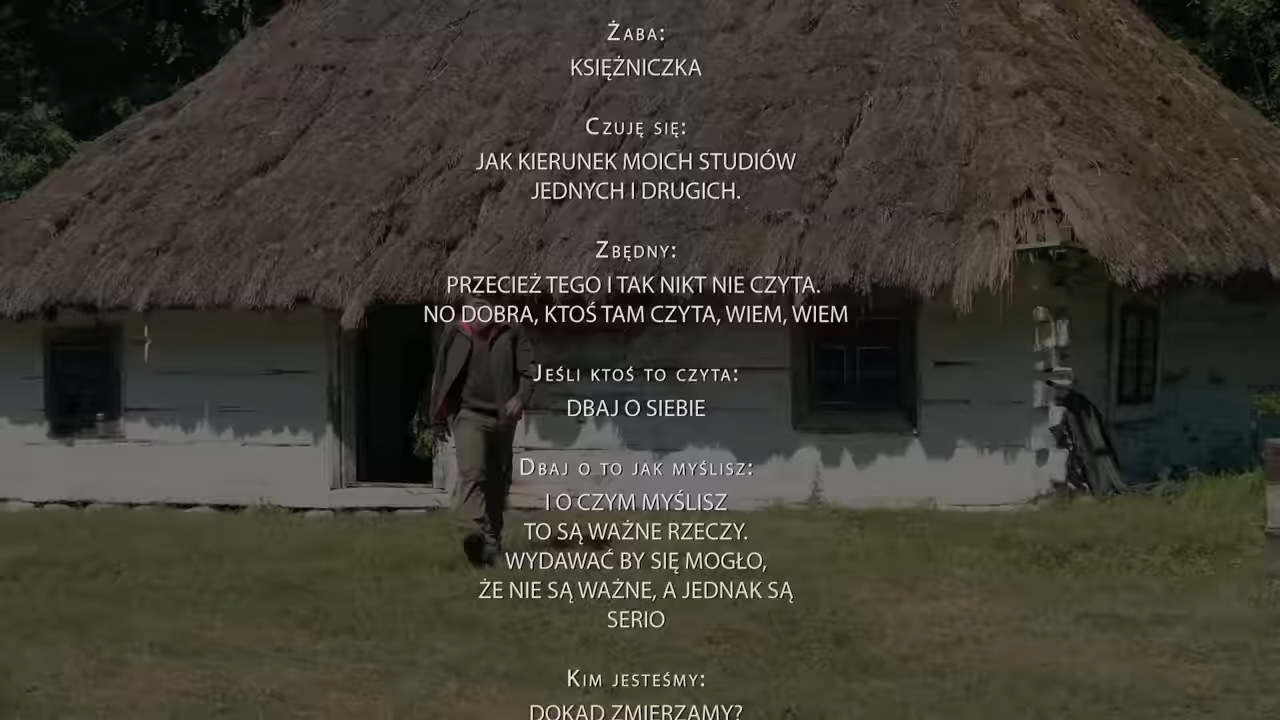 Żaba:
KSIĘŻNICZKA
Czuję się:
JAK KIERUNEK MOICH STUDIÓW
JEDNYCH I DRUGICH.
Zbędny:
PRZECIEŻ TEGO I TAK NIKT NIE CZYTA.
NO DOBRA, KTOŚ TAM CZYTA, WIEM, WIEM
Jeśli ktoś to czyta:
DBAJ O SIEBIE
Dbaj o to jak myślisz:
I O CZYM MYŚLISZ
TO SĄ WAŻNE RZECZY.
WYDAWAĆ BY SIĘ MOGŁO,
ŻE NIE SĄ WAŻNE, A JEDNAK SĄ
SERIO
Kim jesteśmy:
DOKĄD ZMIERZAMY?